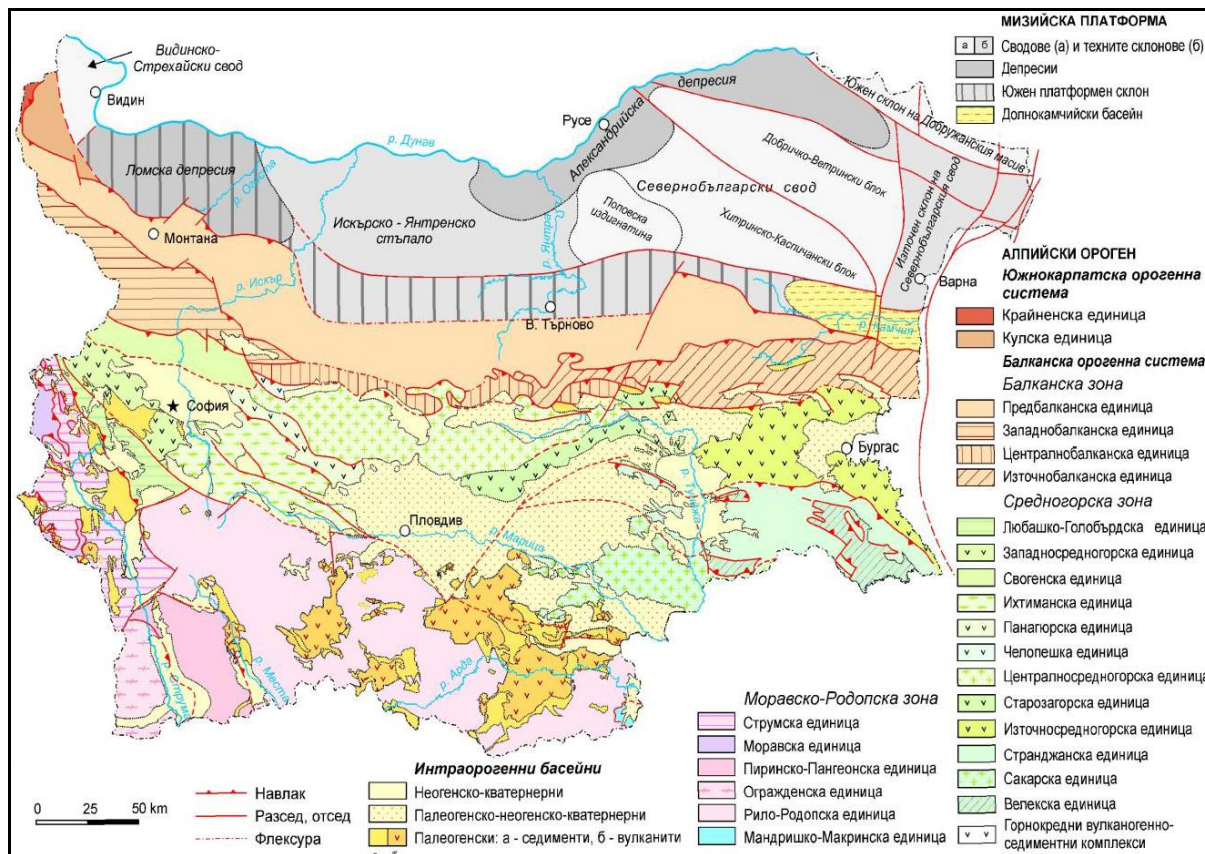 Видинско-
Стрехайски свод
Видин
Ломска депресия
р. Огоста
Монтана
р. Искър
р. Дунав
Искърско - Янтренско
стъпало
Русе
Александрийска
депресия
Южен склон на Добруджанския масив
Добричко-Ветрински блок
Севернобългарски свод
Поповска
издигнатина
Хитринско-Каспичански блок
Източен склон на
Севернобългарския свод
р. Янтра
В. Търново
Варна
р. Камчия
София
Пловдив
р. Марица
р. Тунджа
Бургас
р. Струма
р. Места
р. Арда
МИЗИЙСКА ПЛАТФОРМА
а б Сводове (а) и техните склонове (б)
Депресии
Южен платформен склон
Долнокамчийски басейн
АЛПИЙСКИ ОРОГЕН
Южнокарпатска орогенна
система
Крайненска единица
Кулска единица
Балканска орогенна система
Балканска зона
Предбалканска единица
Западнобалканска единица
Централнобалканска единица
Източнобалканска единица
Средногорска зона
Любашко-Голобърдска единица
Западносредногорска единица
Свогенска единица
Ихтиманска единица
Панагюрска единица
Челопешка единица
Централносредногорска единица
Старозагорска единица
Източносредногорска единица
Странджанска единица
Сакарска единица
Велекска единица
Горнокредни вулканогенно-
седиментни комплекси
Моравско-Родопска зона
Струмска единица
Моравска единица
Пиринско-Пангеонска единица
Огражденска единица
Рило-Родопска единица
Мандришко-Макринска единица
Интраорогенни басейни
Неогенско-кватернерни
Палеогенско-неогенско-кватернерни
Палеогенски: а - седименти, б - вулканити
Навлак
Разсед, отсед
Флексура
0 25 50 km